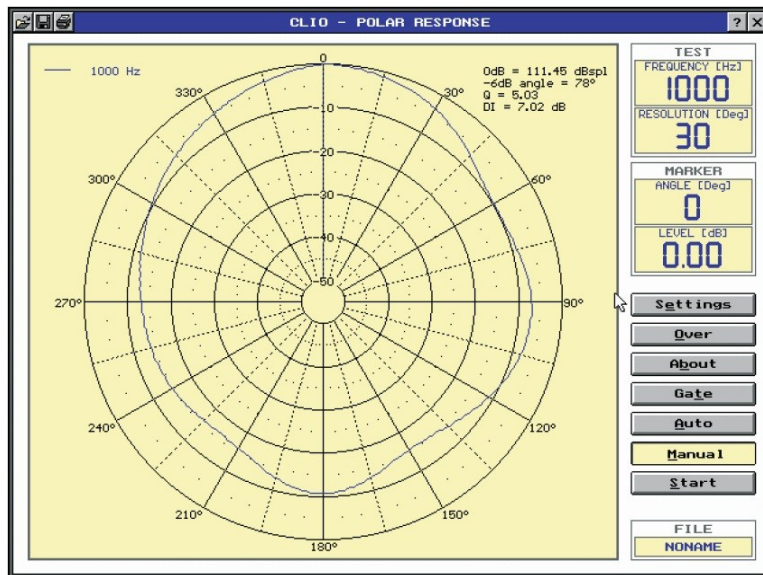 CLIO - POLAR RESPONSE
? X
1000 Hz
0dB = 111.45 dBspl
-6dB angle = 78°
Q = 5.03
DI = 7.02 dB
0
330°
30°
-10
-20
300°
60°
-30
-40
-50
270°
90°
240°
120°
210°
150°
180°
TEST
FREQUENCY [Hz]
1000
RESOLUTION [Deg]
30
MARKER
ANGLE [Deg]
0
LEVEL [dB]
0.00
Settings
Over
About
Gate
Auto
Manual
Start
FILE
NONAME